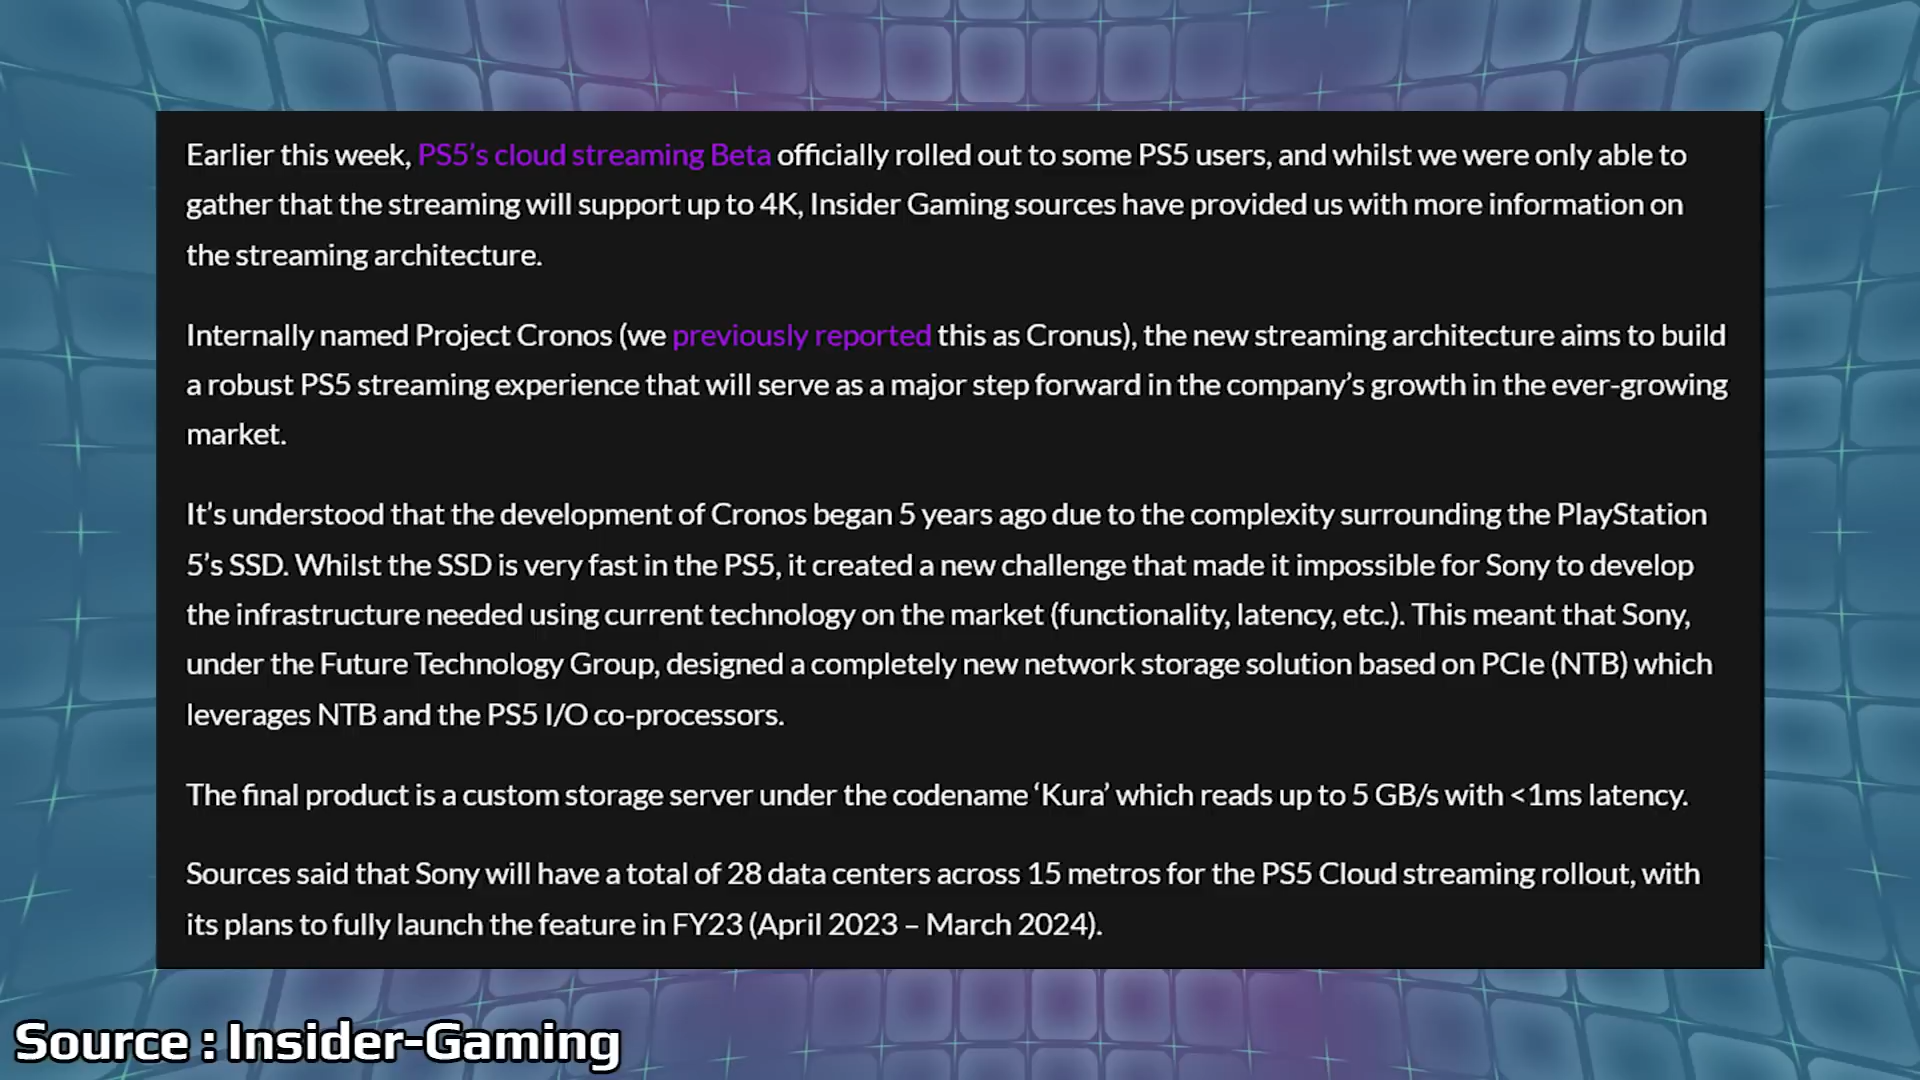 Earlier this week, PS5’s cloud streaming Beta officially rolled out to some PS5 users, and whilst we were only able to
gather that the streaming will support up to 4K, Insider Gaming sources have provided us with more information on
the streaming architecture.
Internally named Project Cronos (we previously reported this as Cronus), the new streaming architecture aims to build
a robust PS5 streaming experience that will serve as a major step forward in the company’s growth in the ever-growing
market.
It’s understood that the development of Cronos began 5 years ago due to the complexity surrounding the PlayStation
5’s SSD. Whilst the SSD is very fast in the PS5, it created a new challenge that made it impossible for Sony to develop
the infrastructure needed using current technology on the market (functionality, latency, etc.). This meant that Sony,
under the Future Technology Group, designed a completely new network storage solution based on PCIe (NTB) which
leverages NTB and the PS5 I/O co-processors.
The final product is a custom storage server under the codename ‘Kura’ which reads up to 5 GB/s with <1ms latency.
Sources said that Sony will have a total of 28 data centers across 15 metros for the PS5 Cloud streaming rollout, with
its plans to fully launch the feature in FY23 (April 2023 – March 2024).
Source : Insider-Gaming